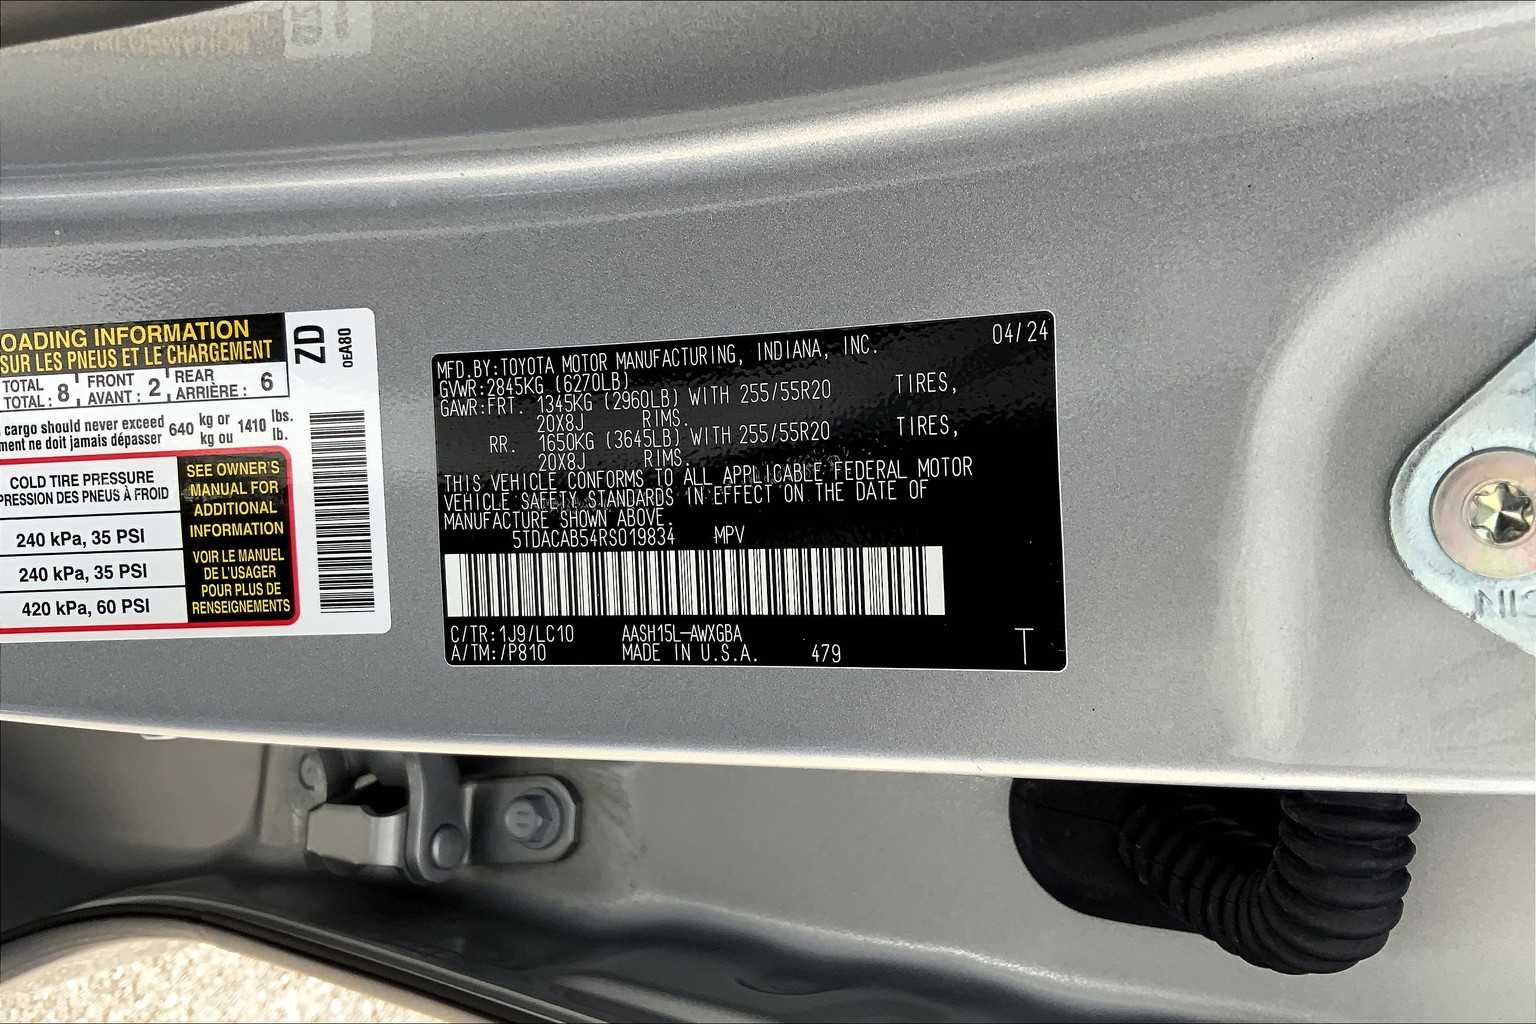 OADING INFORMATION
SUR LES PNEUS ET LE CHARGEMENT
TOTAL
TOTAL : 8
FRONT
AVANT : 2
REAR
ARRIÈRE : 6
cargo should never exceed 640 kg or 1410 lbs.
ment ne doit jamais dépasser kg ou lb.
COLD TIRE PRESSURE
PRESSION DES PNEUS À FROID
240 kPa, 35 PSI
240 kPa, 35 PSI
420 kPa, 60 PSI
SEE OWNER'S
MANUAL FOR
ADDITIONAL
INFORMATION
VOIR LE MANUEL
DE L'USAGER
POUR PLUS DE
RENSEIGNEMENTS
ZD
0EA80
MFD.BY:TOYOTA MOTOR MANUFACTURING, INDIANA, INC. 04/24
GVWR:2845KG (6270LB)
GAWR:FRT. 1345KG (2960LB) WITH 255/55R20 TIRES,
20X8J RIMS.
RR. 1650KG (3645LB) WITH 255/55R20 TIRES,
20X8J RIMS.
THIS VEHICLE CONFORMS TO ALL APPLICABLE FEDERAL MOTOR
VEHICLE SAFETY STANDARDS IN EFFECT ON THE DATE OF
MANUFACTURE SHOWN ABOVE.
5TDACAB54RS019834 MPV
C/TR:1J9/LC10 AASH15L-AWXGBA
A/TM:/P810 MADE IN U.S.A. 479 T